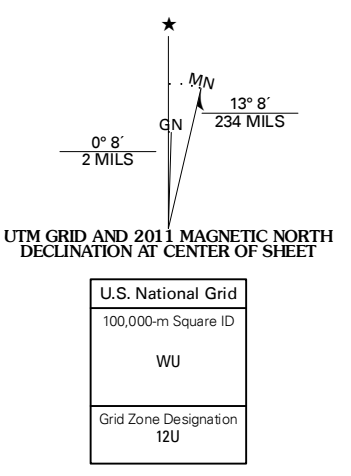 ★
MN
13° 8´
234 MILS
GN
0° 8´
2 MILS
UTM GRID AND 2011 MAGNETIC NORTH
DECLINATION AT CENTER OF SHEET
U.S. National Grid
100,000-m Square ID
WU
Grid Zone Designation
12U